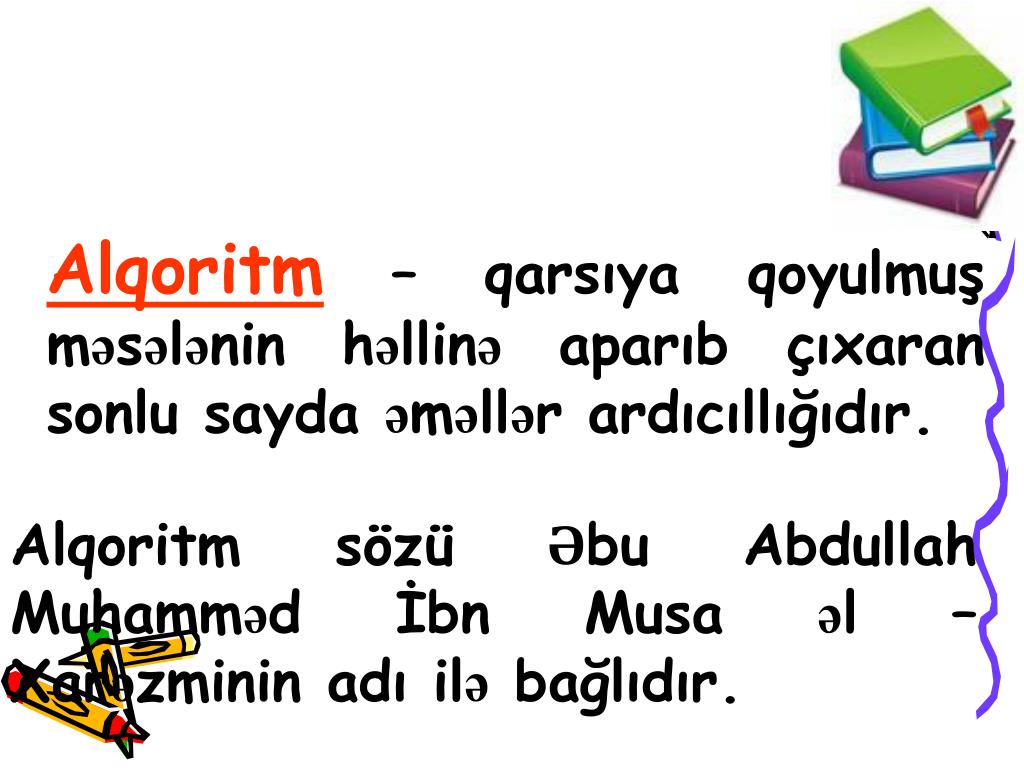 Alqoritm – qarsıya qoyulmuş
məsələnin həllinə aparıb çıxaran
sonlu sayda əməllər ardıcıllığıdır.
Alqoritm sözü Əbu Abdullah
Muhamməd İbn Musa əl –
Xarəzminin adı ilə bağlıdır.